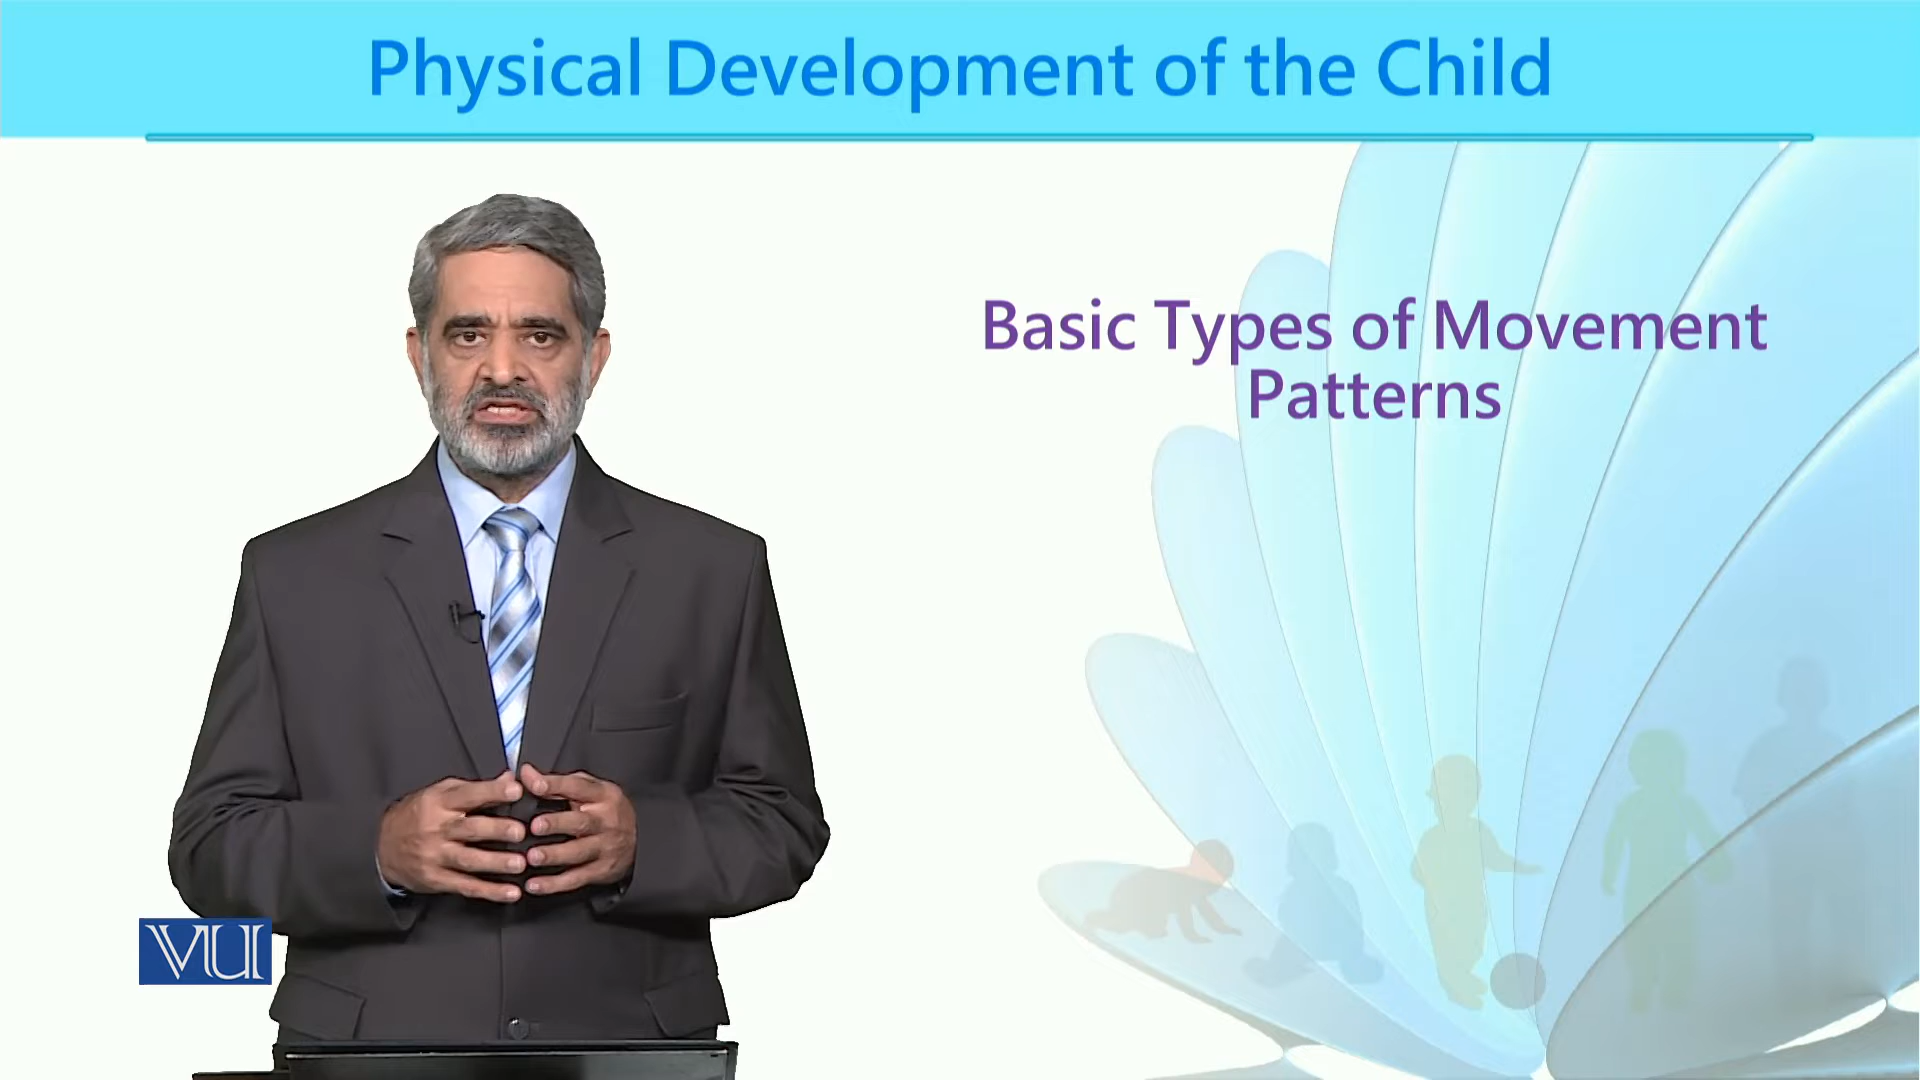 Physical Development of the Child
Basic Types of Movement
Patterns
VU